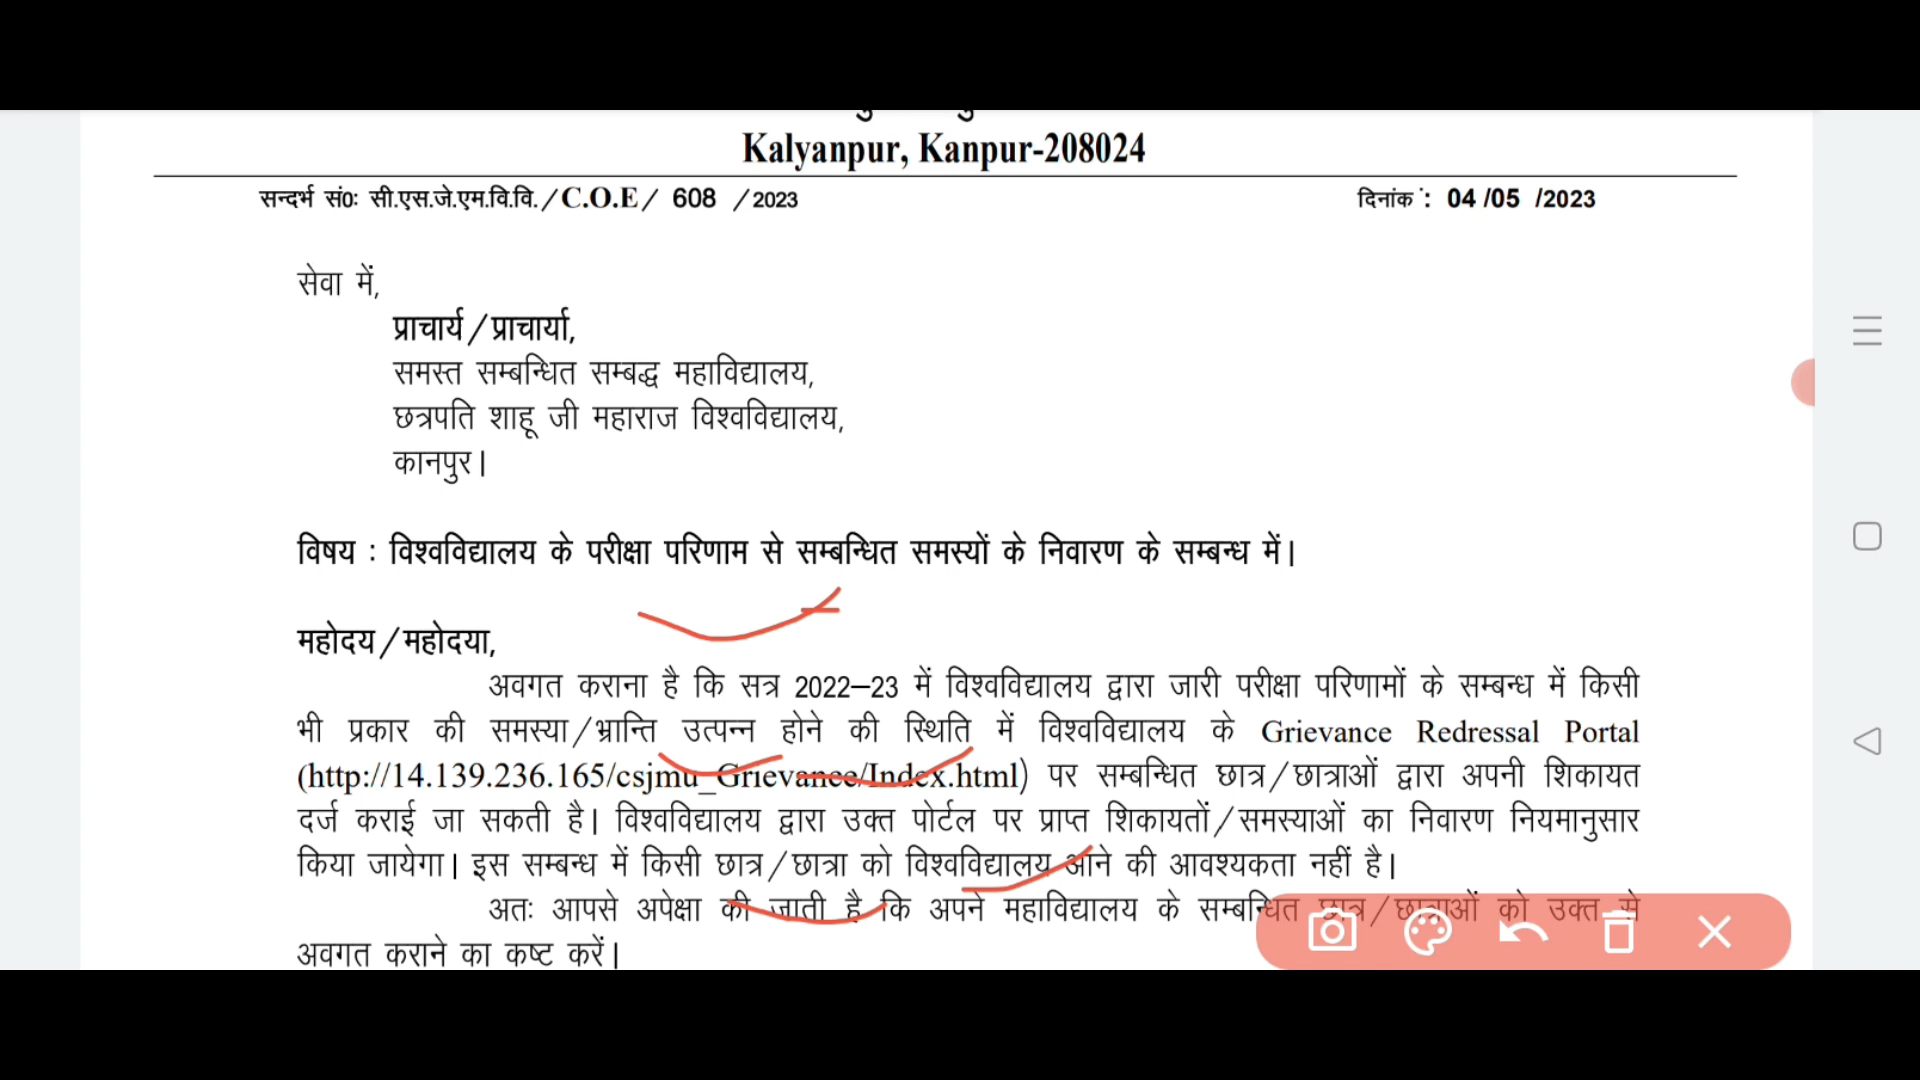 Kalyanpur, Kanpur-208024
सन्दर्भ सं0: सी.एस.जे.एम.वि.वि./C.O.E/ 608 /2023 दिनांक : 04 /05 /2023
सेवा में,
प्राचार्य/प्राचार्या,
समस्त सम्बन्धित सम्बद्ध महाविद्यालय,
छत्रपति शाहू जी महाराज विश्वविद्यालय,
कानपुर।
विषय : विश्वविद्यालय के परीक्षा परिणाम से सम्बन्धित समस्यों के निवारण के सम्बन्ध में।
महोदय/महोदया,
अवगत कराना है कि सत्र 2022–23 में विश्वविद्यालय द्वारा जारी परीक्षा परिणामों के सम्बन्ध में किसी
भी प्रकार की समस्या/भ्रान्ति उत्पन्न होने की स्थिति में विश्वविद्यालय के Grievance Redressal Portal
(http://14.139.236.165/csjmu_Grievance/Index.html) पर सम्बन्धित छात्र/छात्राओं द्वारा अपनी शिकायत
दर्ज कराई जा सकती है। विश्वविद्यालय द्वारा उक्त पोर्टल पर प्राप्त शिकायतों/समस्याओं का निवारण नियमानुसार
किया जायेगा। इस सम्बन्ध में किसी छात्र/छात्रा को विश्वविद्यालय आने की आवश्यकता नहीं है।
अतः आपसे अपेक्षा की जाती है कि अपने महाविद्यालय के सम्बन्धित छात्र/छात्राओं को उक्त से
अवगत कराने का कष्ट करें।